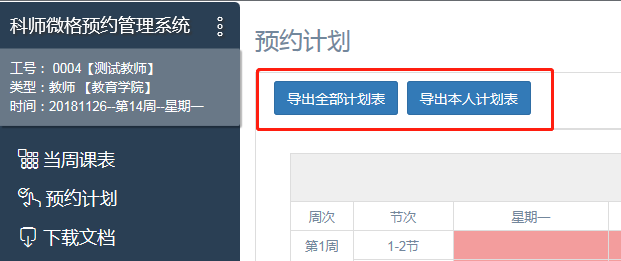 科师微格预约管理系统
工号： 0004【测试教师】
类型：教师 【教育学院】
时间：20181126--第14周--星期一
当周课表
预约计划
下载文档
预约计划
导出全部计划表 导出本人计划表
周次 节次 星期一
第1周 1-2节